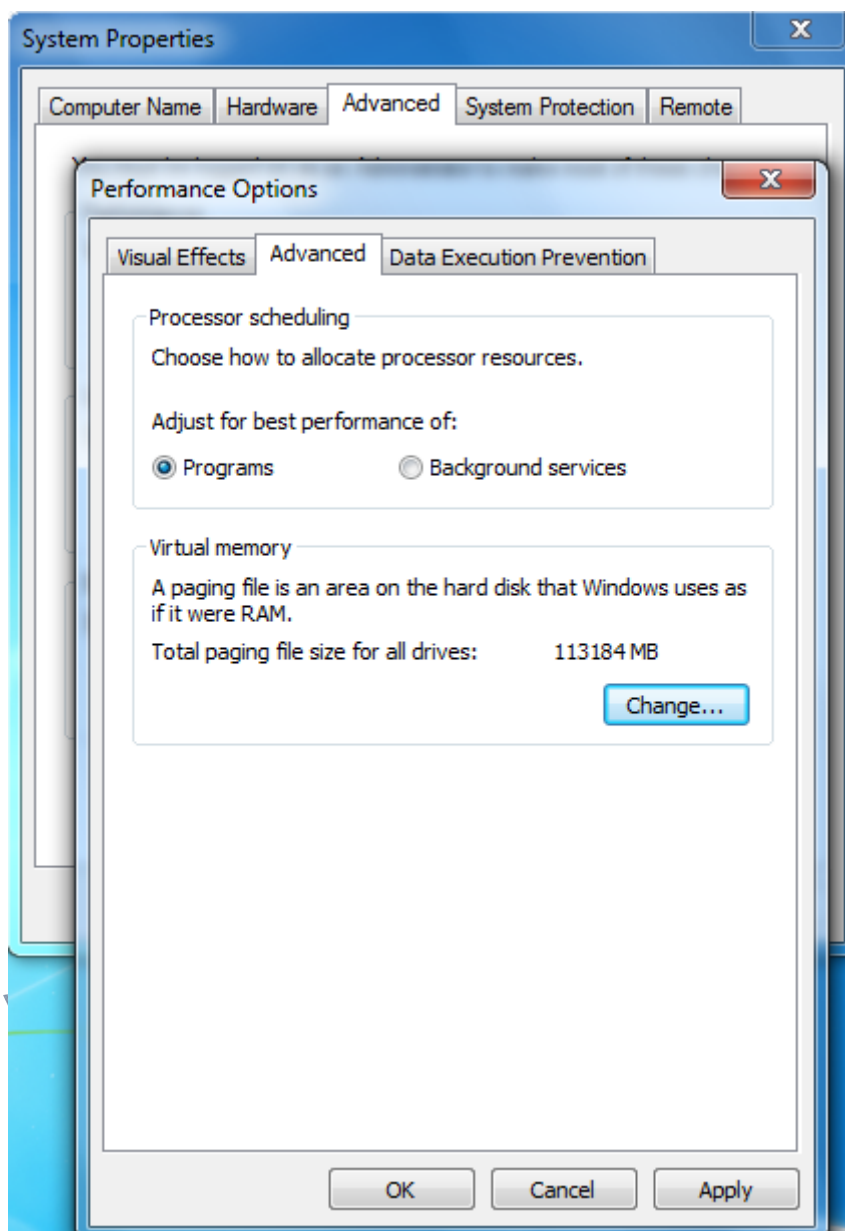 System Properties
Computer Name Hardware Advanced System Protection Remote
Performance Options
Visual Effects Advanced Data Execution Prevention
Processor scheduling
Choose how to allocate processor resources.
Adjust for best performance of:
Programs Background services
Virtual memory
A paging file is an area on the hard disk that Windows uses as
if it were RAM.
Total paging file size for all drives: 113184 MB
Change...
OK Cancel Apply